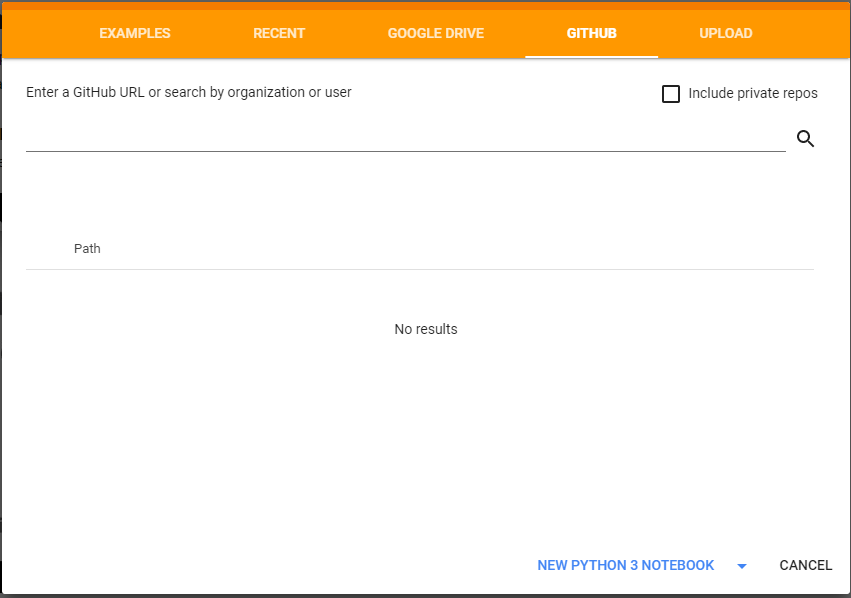 EXAMPLES RECENT GOOGLE DRIVE GITHUB UPLOAD
Enter a GitHub URL or search by organization or user Include private repos
Path
No results
NEW PYTHON 3 NOTEBOOK CANCEL